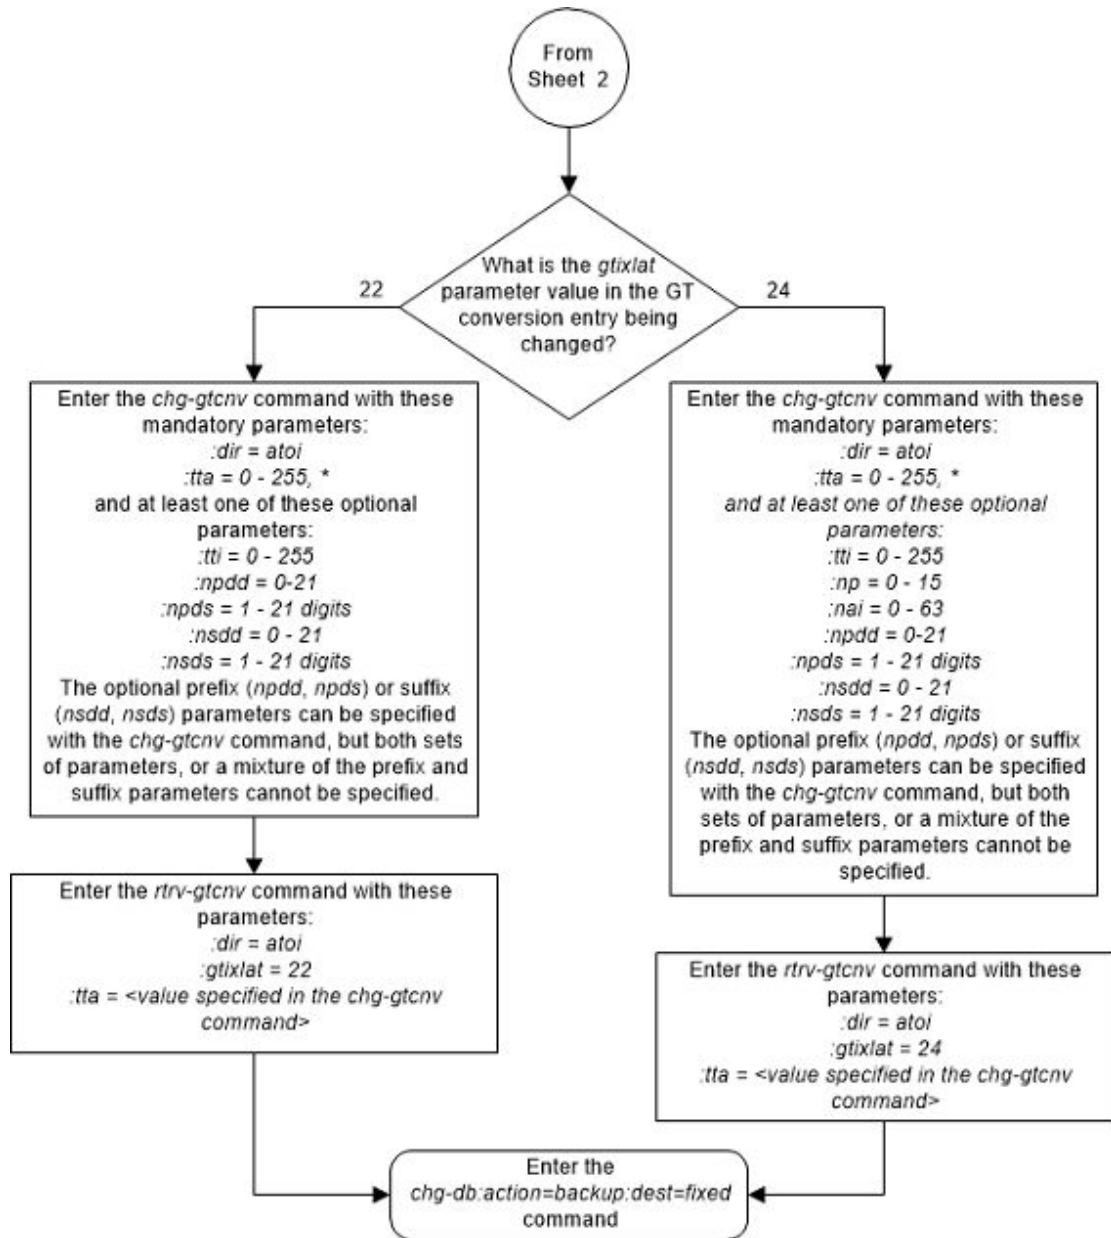 From
Sheet 2
What is the gtixlat
parameter value in the GT
conversion entry being
changed?
22
24
Enter the chg-gtcnv command with these
mandatory parameters:
:dir = atoi
:tta = 0 - 255, *
and at least one of these optional
parameters:
:tti = 0 - 255
:npdd = 0-21
:npds = 1 - 21 digits
:nsdd = 0 - 21
:nsds = 1 - 21 digits
The optional prefix (npdd, npds) or suffix
(nsdd, nsds) parameters can be specified
with the chg-gtcnv command, but both sets
of parameters, or a mixture of the prefix and
suffix parameters cannot be specified.
Enter the rtrv-gtcnv command with these
parameters:
:dir = atoi
:gtixlat = 22
:tta = <value specified in the chg-gtcnv
command>
Enter the chg-gtcnv command with these
mandatory parameters:
:dir = atoi
:tta = 0 - 255, *
and at least one of these optional
parameters:
:tti = 0 - 255
:np = 0 - 15
:nai = 0 - 63
:npdd = 0-21
:npds = 1 - 21 digits
:nsdd = 0 - 21
:nsds = 1 - 21 digits
The optional prefix (npdd, npds) or suffix
(nsdd, nsds) parameters can be specified
with the chg-gtcnv command, but both
sets of parameters, or a mixture of the
prefix and suffix parameters cannot be
specified.
Enter the rtrv-gtcnv command with these
parameters:
:dir = atoi
:gtixlat = 24
:tta = <value specified in the chg-gtcnv
command>
Enter the
chg-db:action=backup:dest=fixed
command